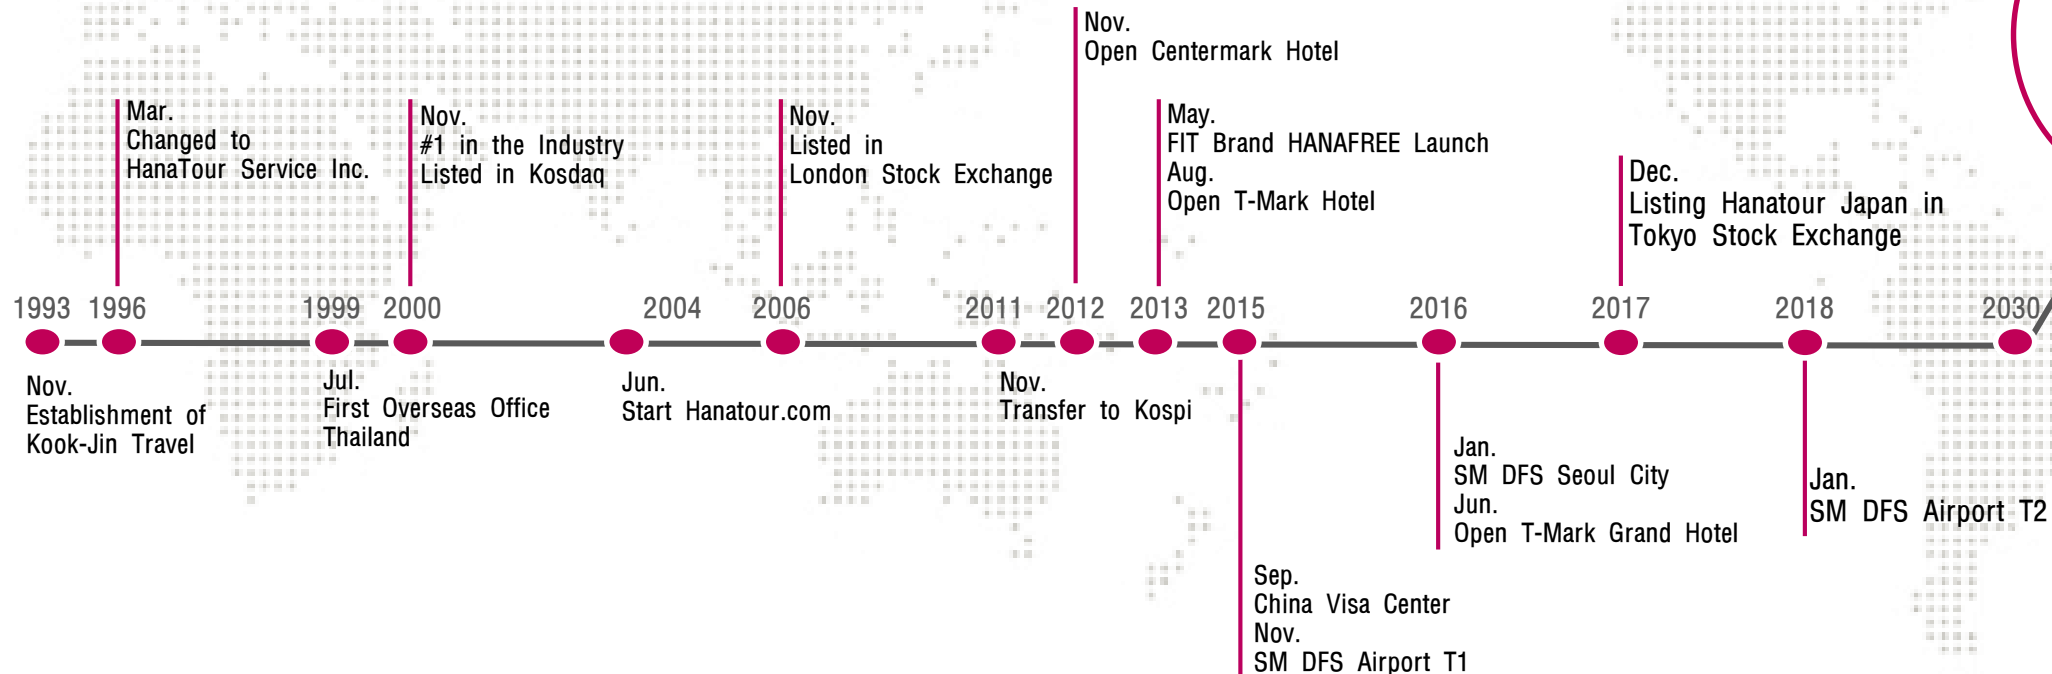 Nov.
Open Centermark Hotel
Mar.
Changed to
HanaTour Service Inc.
Nov.
#1 in the Industry
Listed in Kosdaq
Nov.
Listed in
London Stock Exchange
May.
FIT Brand HANAFREE Launch
Aug.
Open T-Mark Hotel
Dec.
Listing Hanatour Japan in
Tokyo Stock Exchange
1993 1996 1999 2000 2004 2006 2011 2012 2013 2015 2016 2017 2018 2030
Nov.
Establishment of
Kook-Jin Travel
Jul.
First Overseas Office
Thailand
Jun.
Start Hanatour.com
Nov.
Transfer to Kospi
Sep.
China Visa Center
Nov.
SM DFS Airport T1
Jan.
SM DFS Seoul City
Jun.
Open T-Mark Grand Hotel
Jan.
SM DFS Airport T2